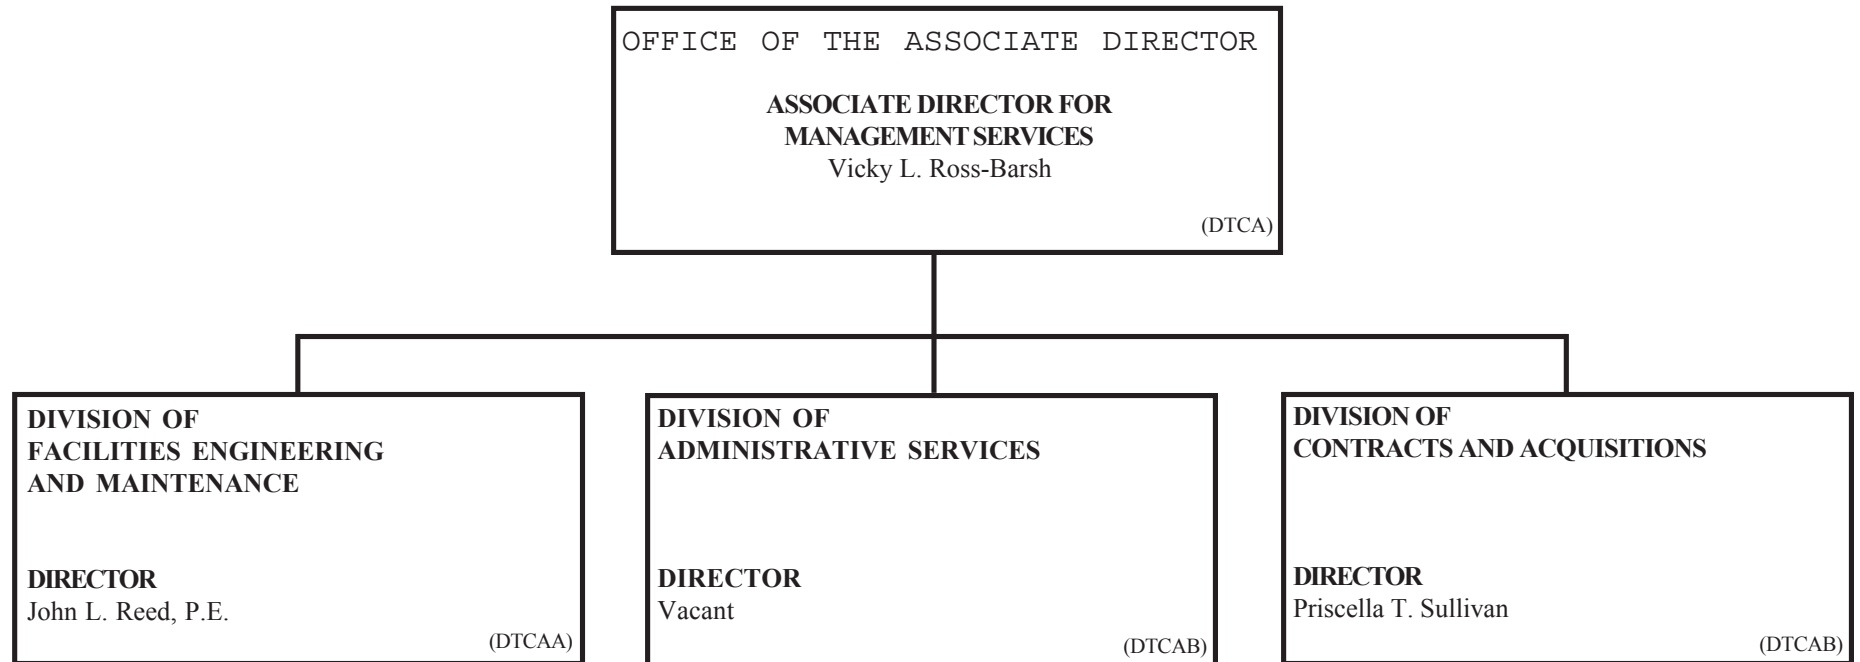 OFFICE OF THE ASSOCIATE DIRECTOR
ASSOCIATE DIRECTOR FOR
MANAGEMENT SERVICES
Vicky L. Ross-Barsh
(DTCA)
DIVISION OF
FACILITIES ENGINEERING
AND MAINTENANCE
DIRECTOR
John L. Reed, P.E.
(DTCAA)
DIVISION OF
ADMINISTRATIVE SERVICES
DIRECTOR
Vacant
(DTCAB)
DIVISION OF
CONTRACTS AND ACQUISITIONS
DIRECTOR
Priscella T. Sullivan
(DTCAB)